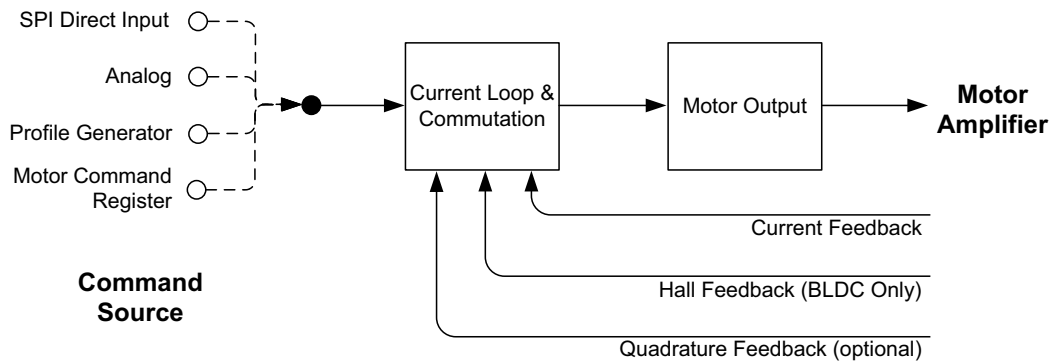 SPI Direct Input
Analog
Profile Generator
Motor Command
Register
Command
Source
Current Loop &
Commutation
Motor Output
Motor
Amplifier
Current Feedback
Hall Feedback (BLDC Only)
Quadrature Feedback (optional)